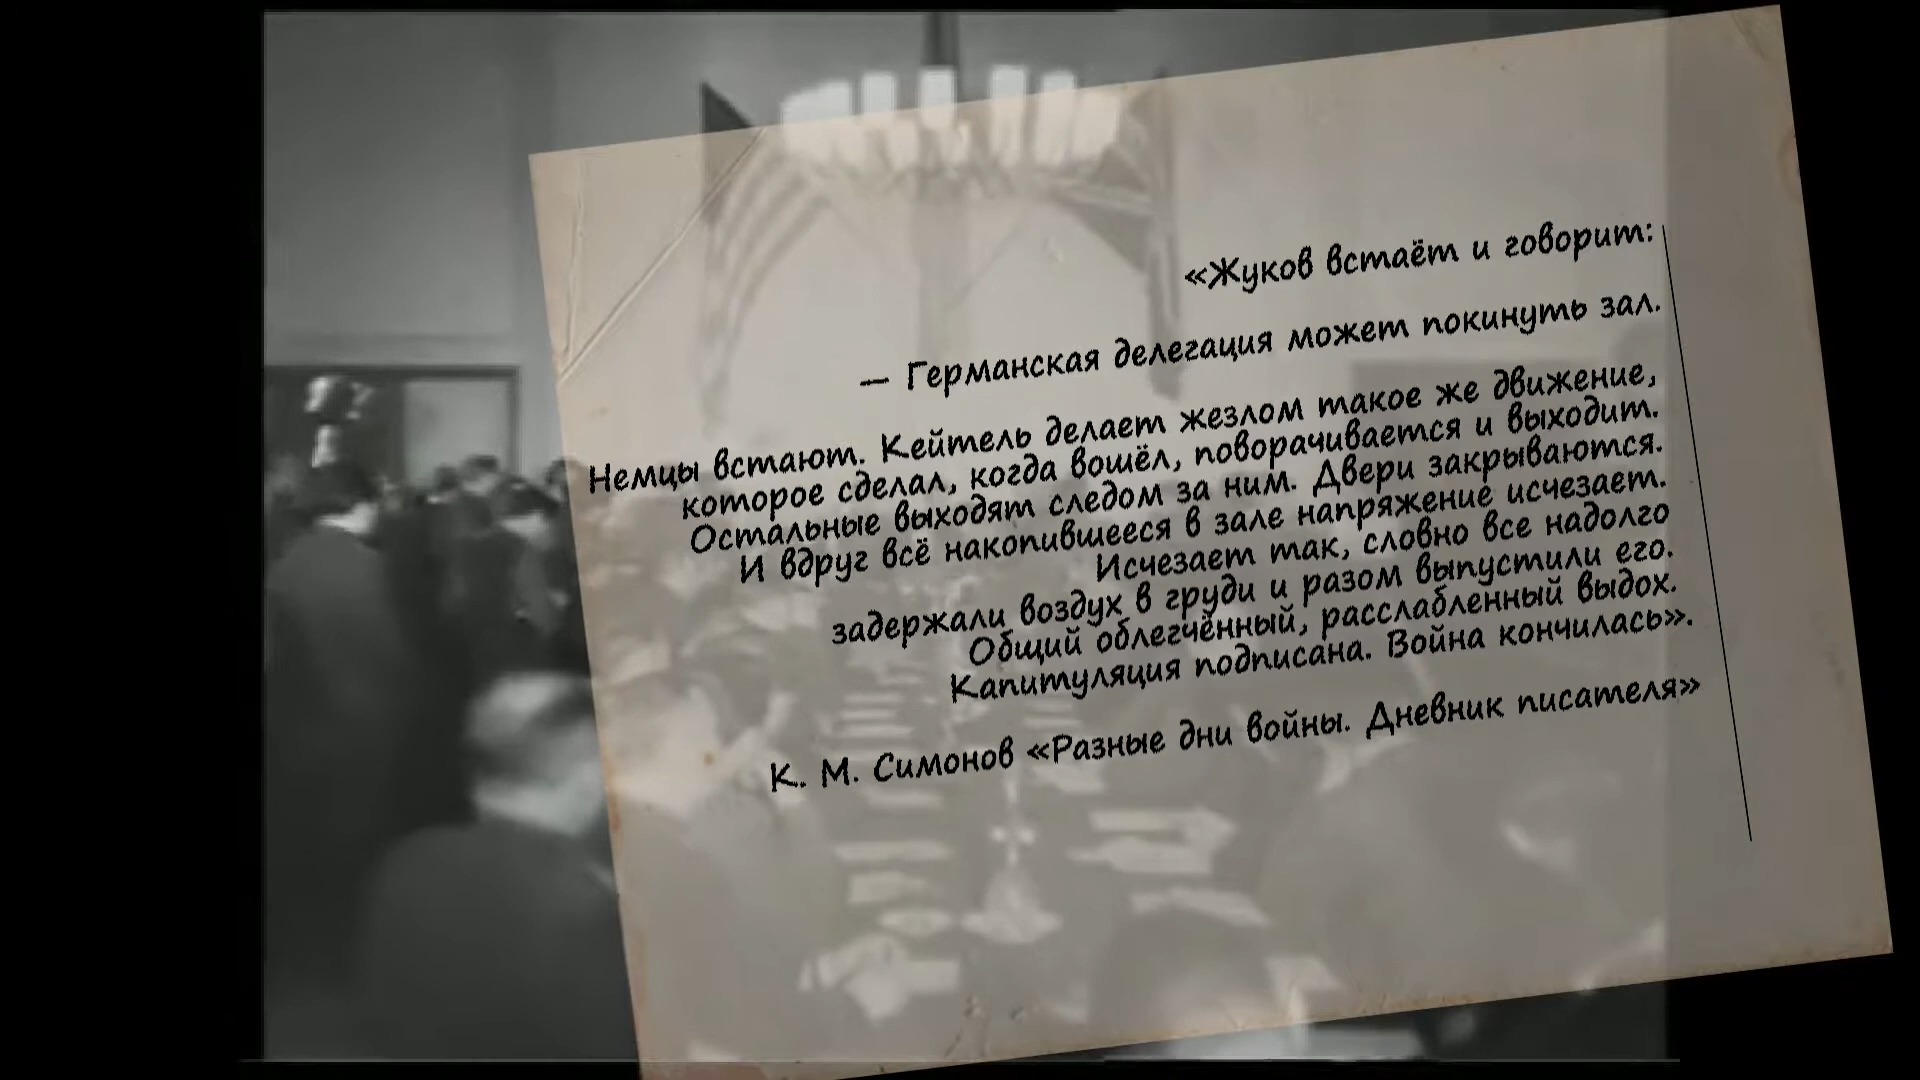 «Жуков встаёт и говорит:
— Германская делегация может покинуть зал.
Немцы встают. Кейтель делает жезлом такое же движение,
которое сделал, когда вошёл, поворачивается и выходит.
Остальные выходят следом за ним. Двери закрываются.
И вдруг всё накопившееся в зале напряжение исчезает.
Исчезает так, словно все надолго
задержали воздух в груди и разом выпустили его.
Общий облегчённый, расслабленный выдох.
Капитуляция подписана. Война кончилась».
К. М. Симонов «Разные дни войны. Дневник писателя»